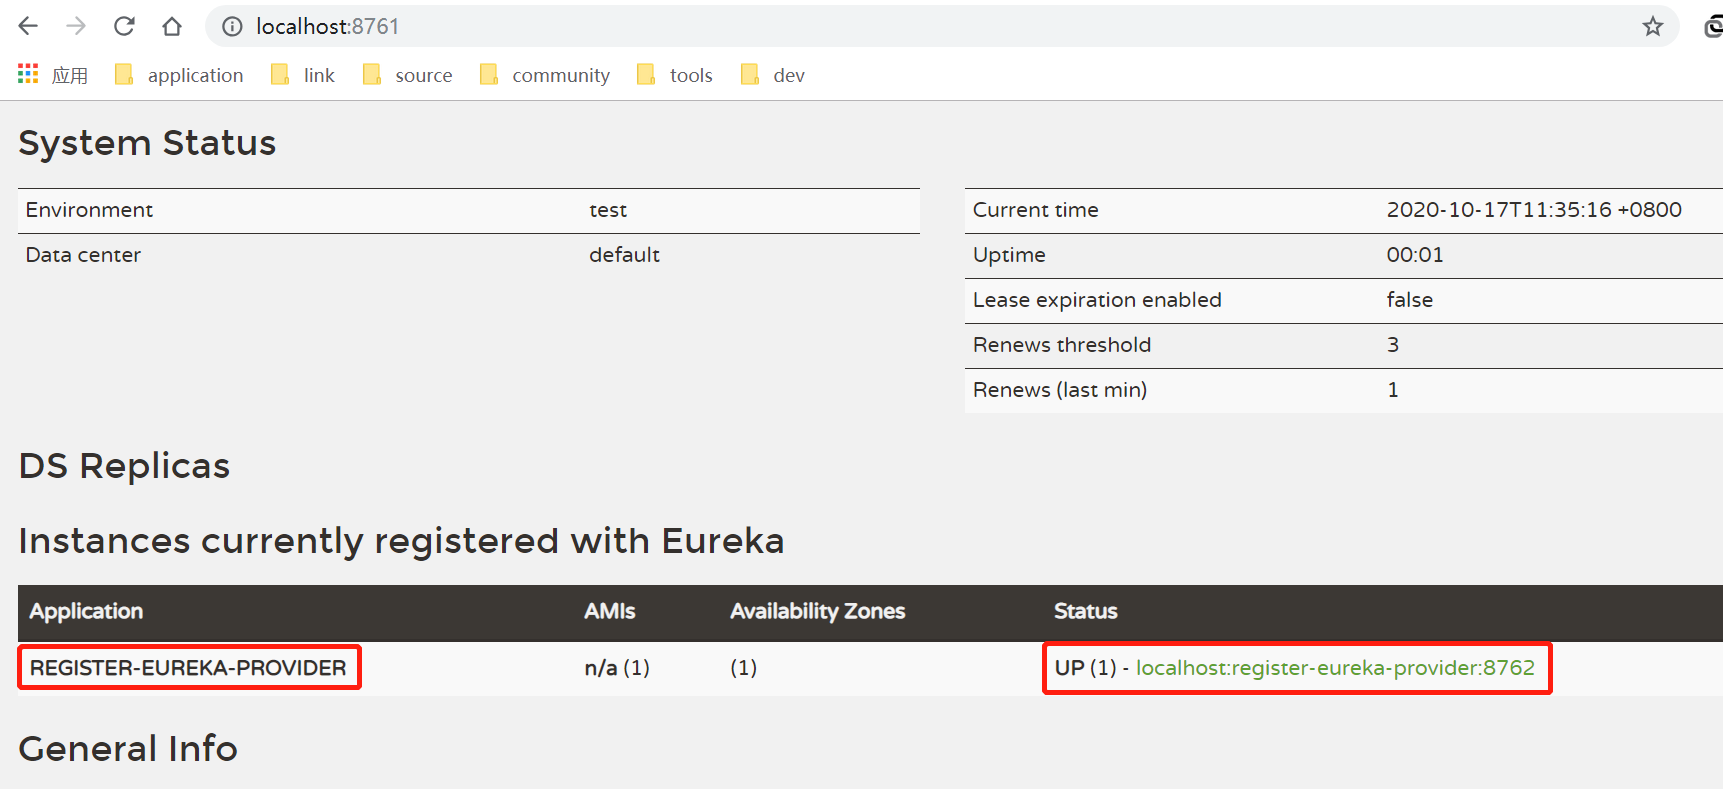 localhost:8761
应用 application link source community tools dev
System Status
Environment test
Data center default
Current time 2020-10-17T11:35:16 +0800
Uptime 00:01
Lease expiration enabled false
Renews threshold 3
Renews (last min) 1
DS Replicas
Instances currently registered with Eureka
Application AMIs Availability Zones Status
REGISTER-EUREKA-PROVIDER n/a (1) (1) UP (1) - localhost:register-eureka-provider:8762
General Info